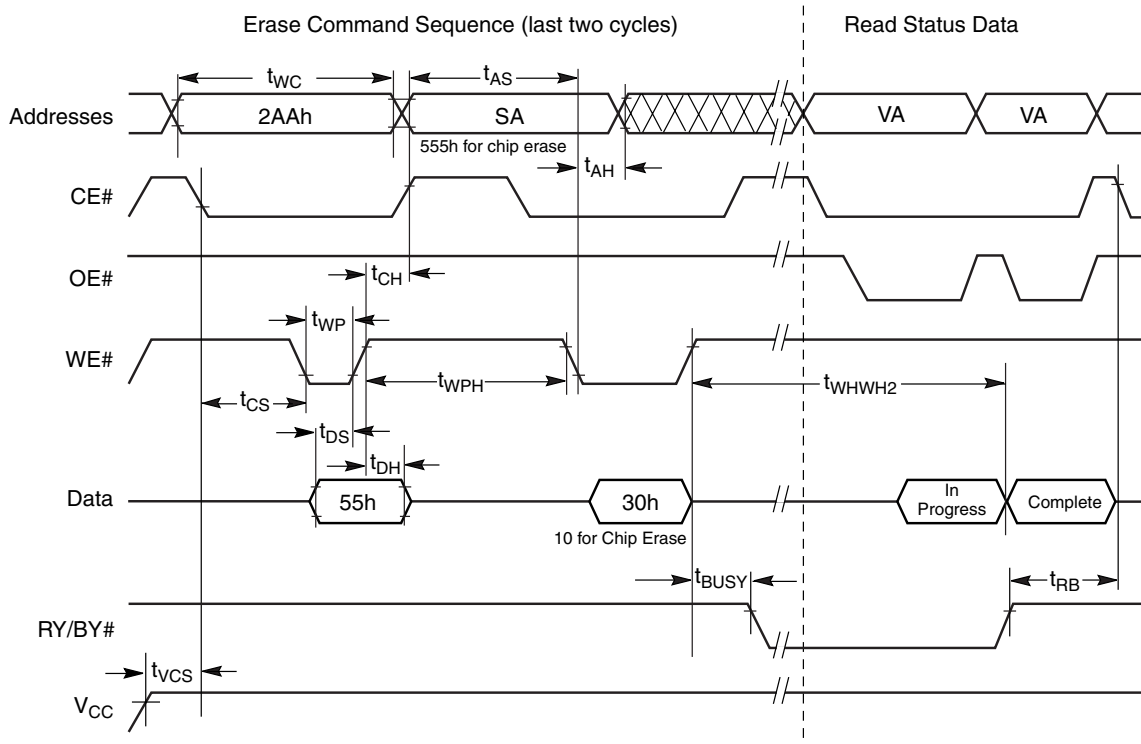 Erase Command Sequence (last two cycles)
Read Status Data
tWC
tAS
Addresses
2AAh
SA
VA
VA
555h for chip erase
tAH
CE#
OE#
tCH
tWP
WE#
tWPH
tWHWH2
tCS
tDS
tDH
Data
55h
30h
In
Progress
Complete
10 for Chip Erase
tBUSY
tRB
RY/BY#
tVCS
VCC